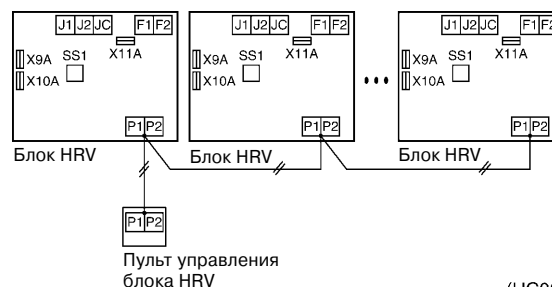 J1 J2 JC F1 F2 J1 J2 JC F1 F2 J1 J2 JC F1 F2
X9A SS1 X11A X9A SS1 X11A X9A SS1 X11A
X10A X10A X10A
P1 P2 P1 P2 P1 P2
Блок HRV Блок HRV Блок HRV
P1 P2
Пульт управления
блока HRV